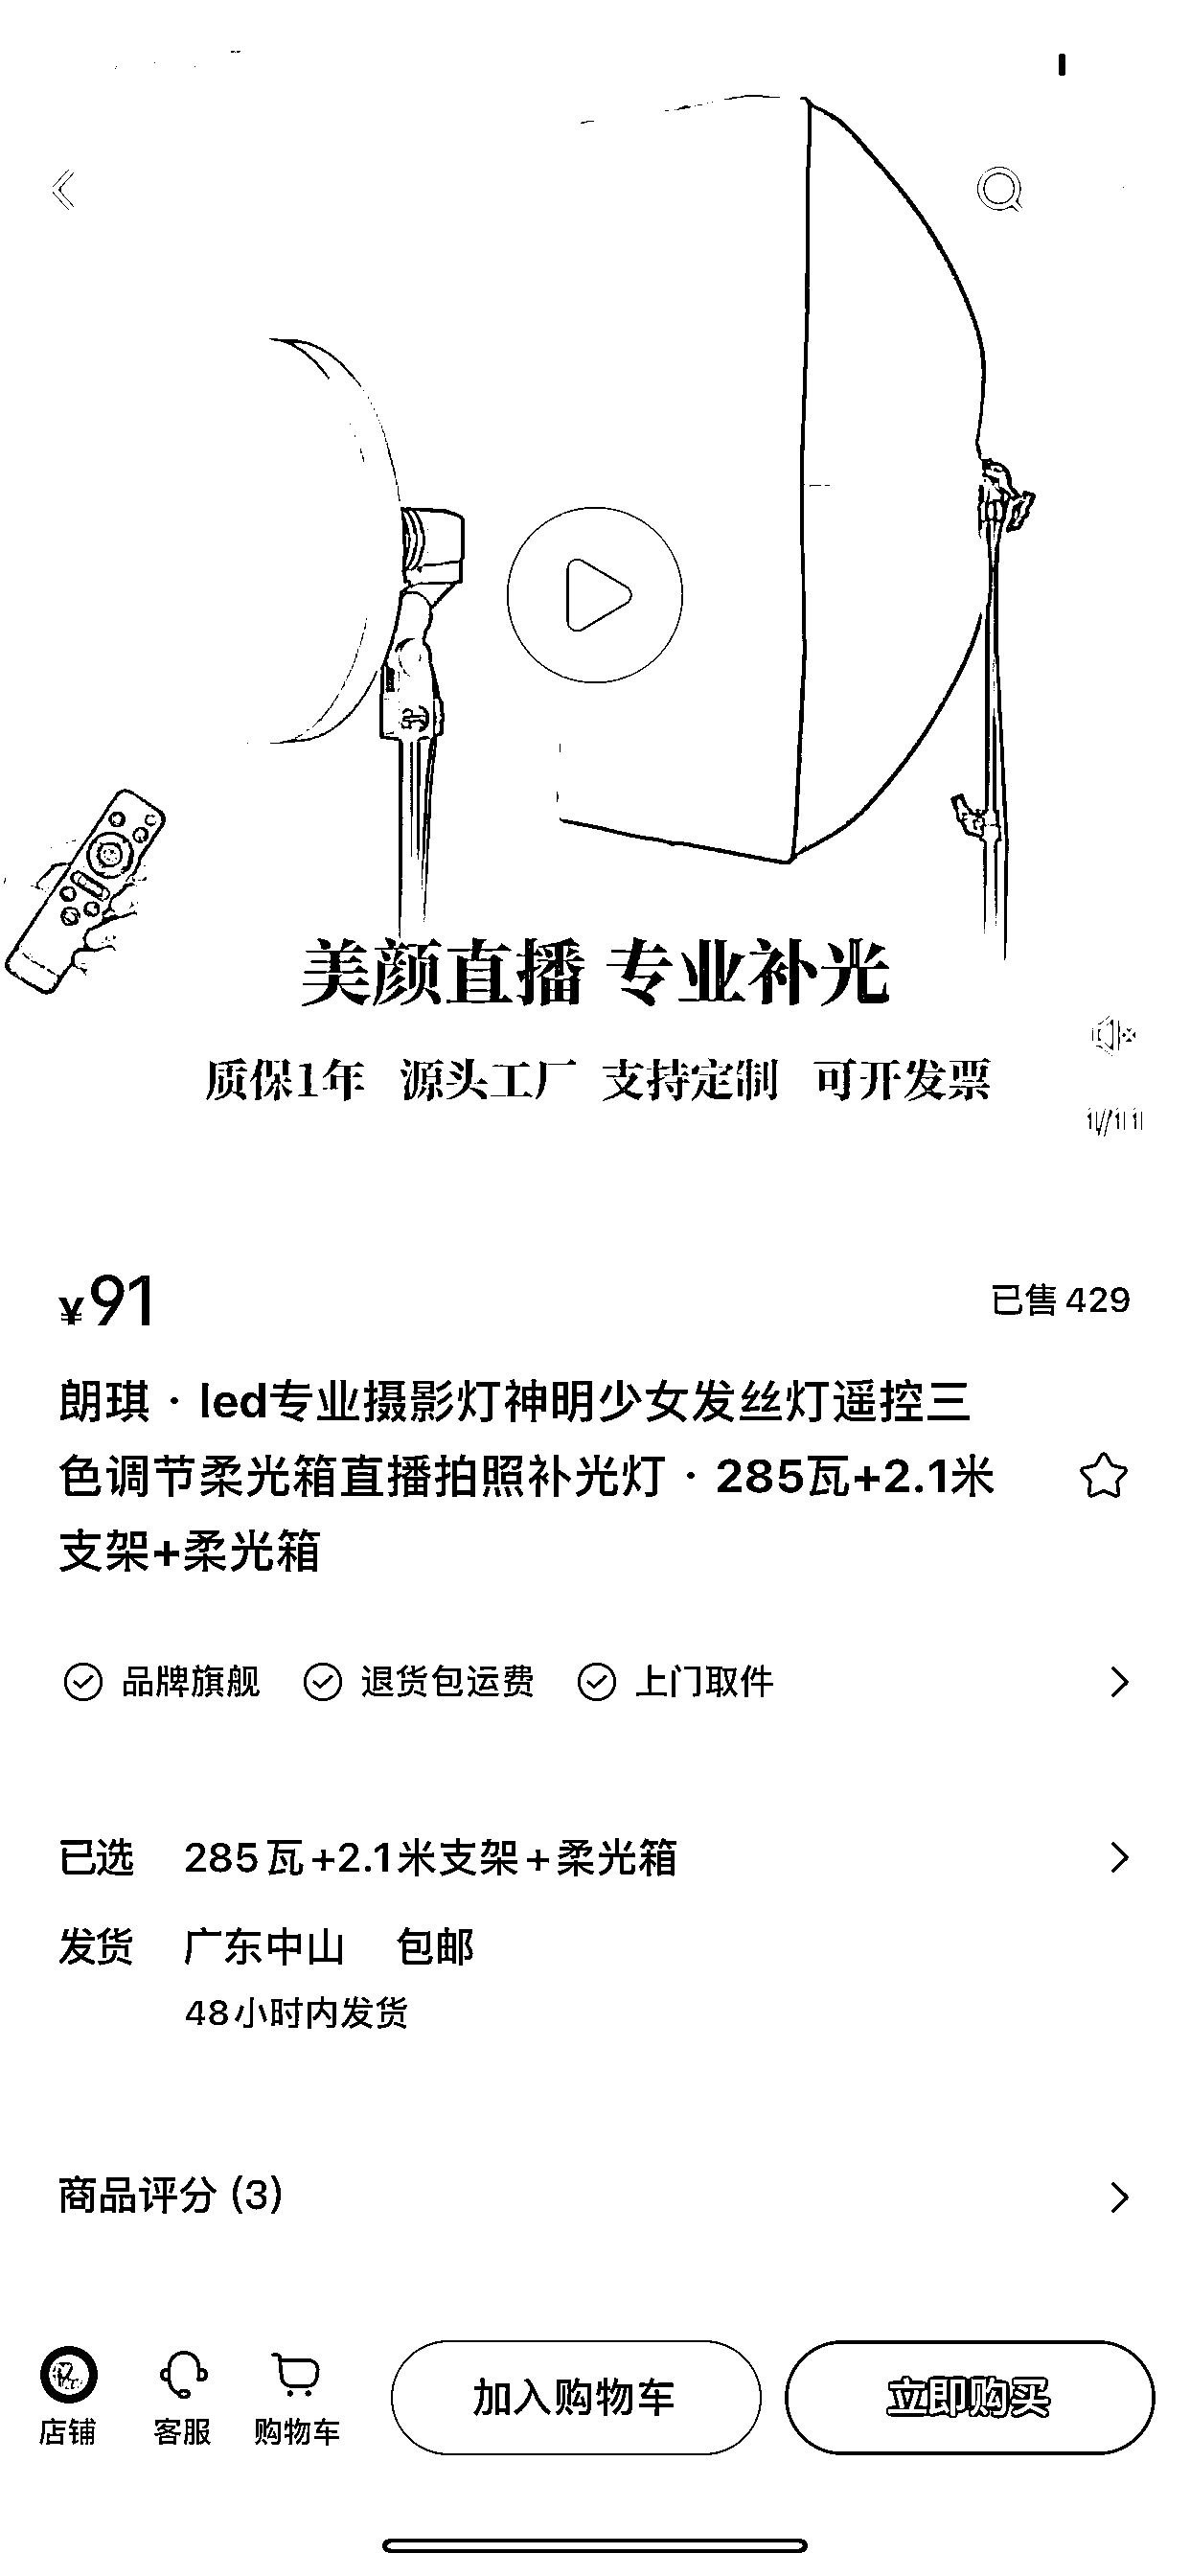 美颜直播 专业补光
质保1年 源头工厂 支持定制 可开发票
1/11
¥91
已售 429
朗琪 · led专业摄影灯神明少女发丝灯遥控三
色调节柔光箱直播拍照补光灯 · 285瓦+2.1米
支架+柔光箱
品牌旗舰 退货包运费 上门取件
已选 285瓦+2.1米支架+柔光箱
发货 广东中山 包邮
48小时内发货
商品评分 (3)
店铺 客服 购物车 加入购物车 立即购买